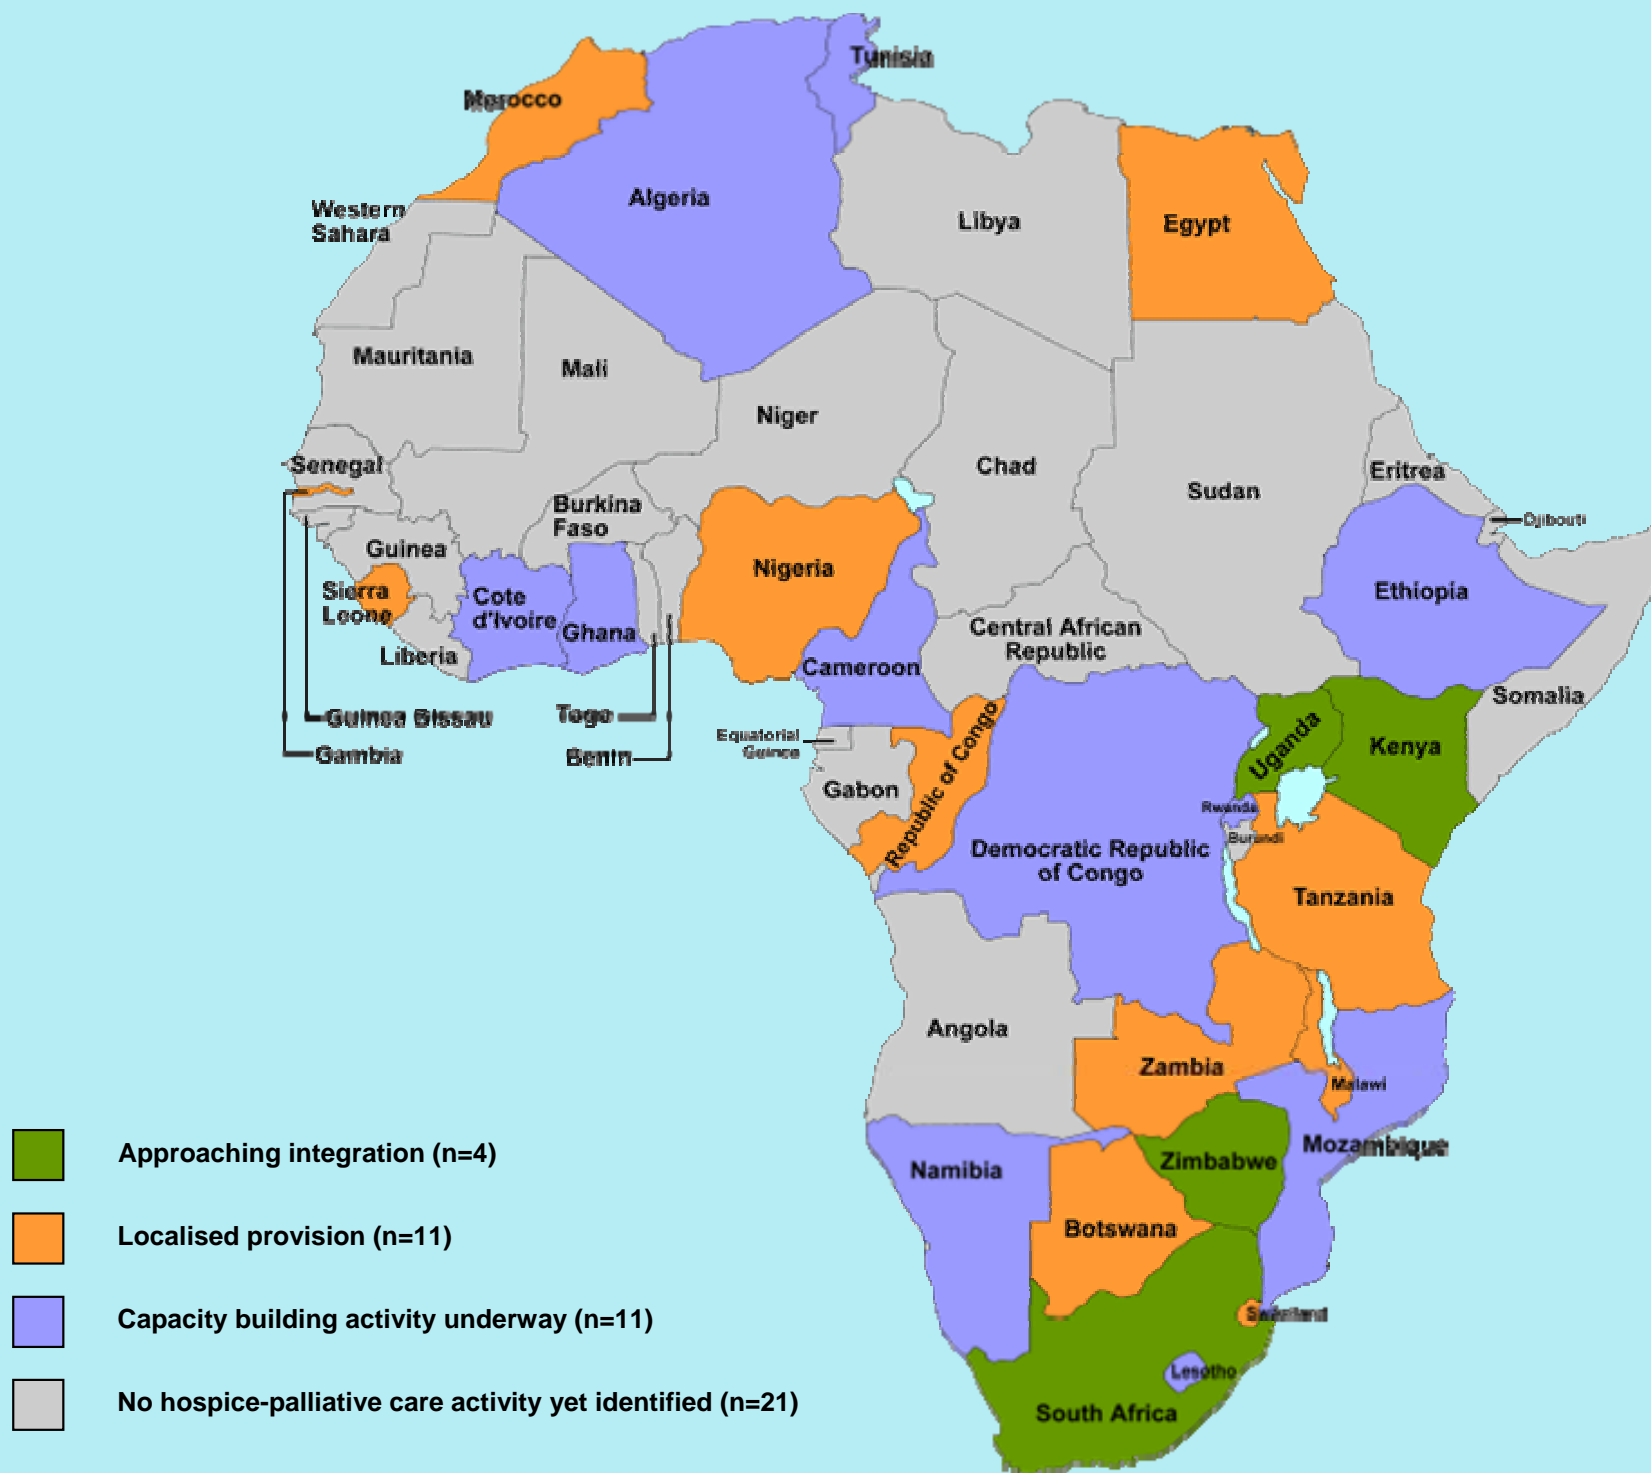 Tunisia
Morocco
Algeria
Western
Sahara
Libya
Egypt
Mauritania
Mali
Niger
Chad
Sudan
Eritrea
Senegal
Burkina
Faso
Djibouti
Guinea
Nigeria
Ethiopia
Sierra
Leone
Cote
d'Ivoire
Ghana
Central African
Republic
Liberia
Cameroon
Somalia
Guinea Bissau
Togo
Gambia
Benin
Equatorial
Guinea
Republic of Congo
Uganda
Kenya
Gabon
Rwanda
Burundi
Democratic Republic
of Congo
Tanzania
Angola
Zambia
Malawi
Mozambique
Zimbabwe
Namibia
Botswana
Swaziland
Lesotho
South Africa
Approaching integration (n=4)
Localised provision (n=11)
Capacity building activity underway (n=11)
No hospice-palliative care activity yet identified (n=21)